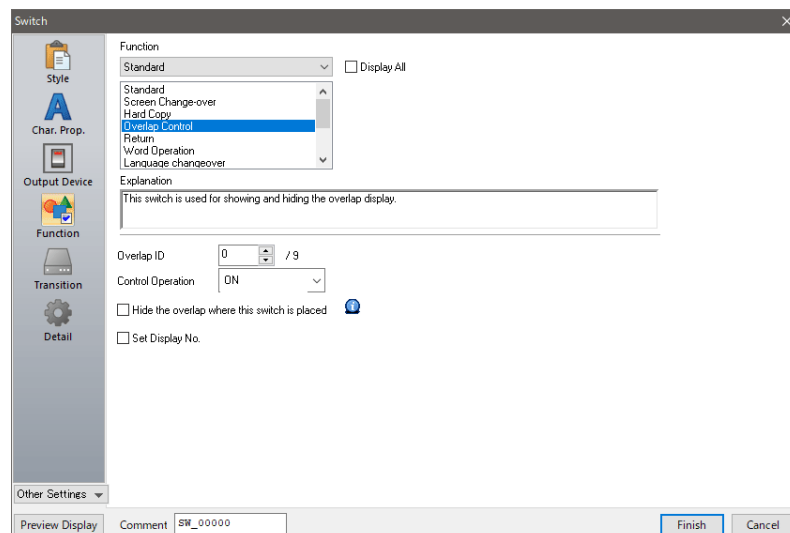 Switch
Style
Char. Prop.
Output Device
Function
Transition
Detail
Other Settings
Preview Display
Function
Standard
Display All
Standard
Screen Change-over
Hard Copy
Overlap Control
Return
Word Operation
Language changeover
Explanation
This switch is used for showing and hiding the overlap display.
Overlap ID 0 / 9
Control Operation ON
Hide the overlap where this switch is placed
Set Display No.
Comment SW_00000
Finish Cancel